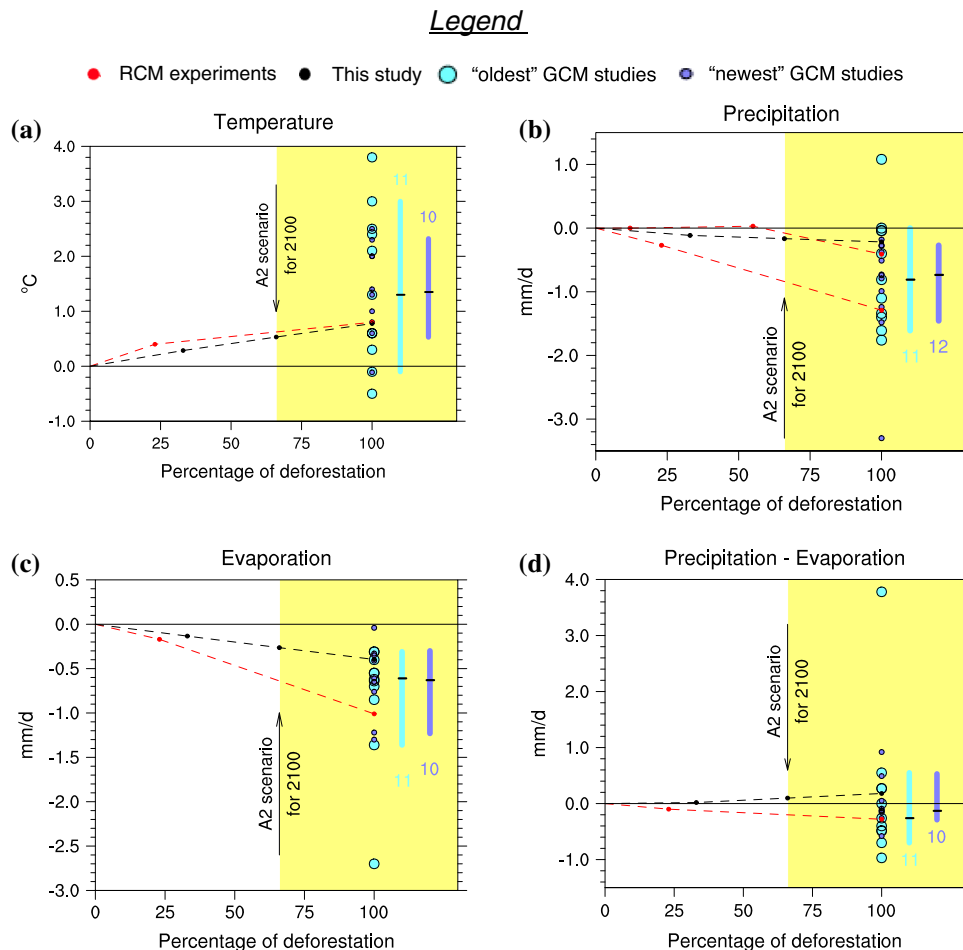 Legend
RCM experiments This study "oldest" GCM studies "newest" GCM studies
(a)
Temperature
4.0
3.0
2.0
1.0
0.0
-1.0
°C
0 25 50 75 100
Percentage of deforestation
A2 scenario
for 2100
11
10
(b)
Precipitation
1.0
0.0
-1.0
-2.0
-3.0
mm/d
0 25 50 75 100
Percentage of deforestation
A2 scenario
for 2100
11
12
(c)
Evaporation
0.5
0.0
-0.5
-1.0
-1.5
-2.0
-2.5
-3.0
mm/d
0 25 50 75 100
Percentage of deforestation
A2 scenario
for 2100
11
10
(d)
Precipitation - Evaporation
4.0
3.0
2.0
1.0
0.0
-1.0
mm/d
0 25 50 75 100
Percentage of deforestation
A2 scenario
for 2100
11
10